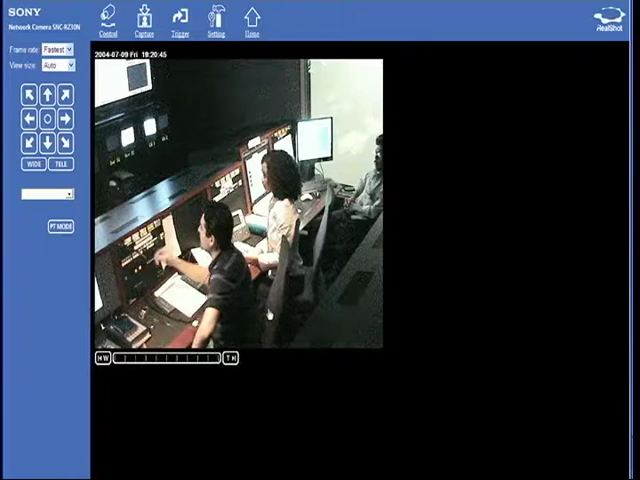 SONY
Network Camera SNC-RZ30N
Control
Capture
Trigger
Setting
Home
RealShot
Frame rate: Fastest
View size: Auto
2004-07-09 Fri 19:20:45
WIDE
TELE
PT MODE
W
T